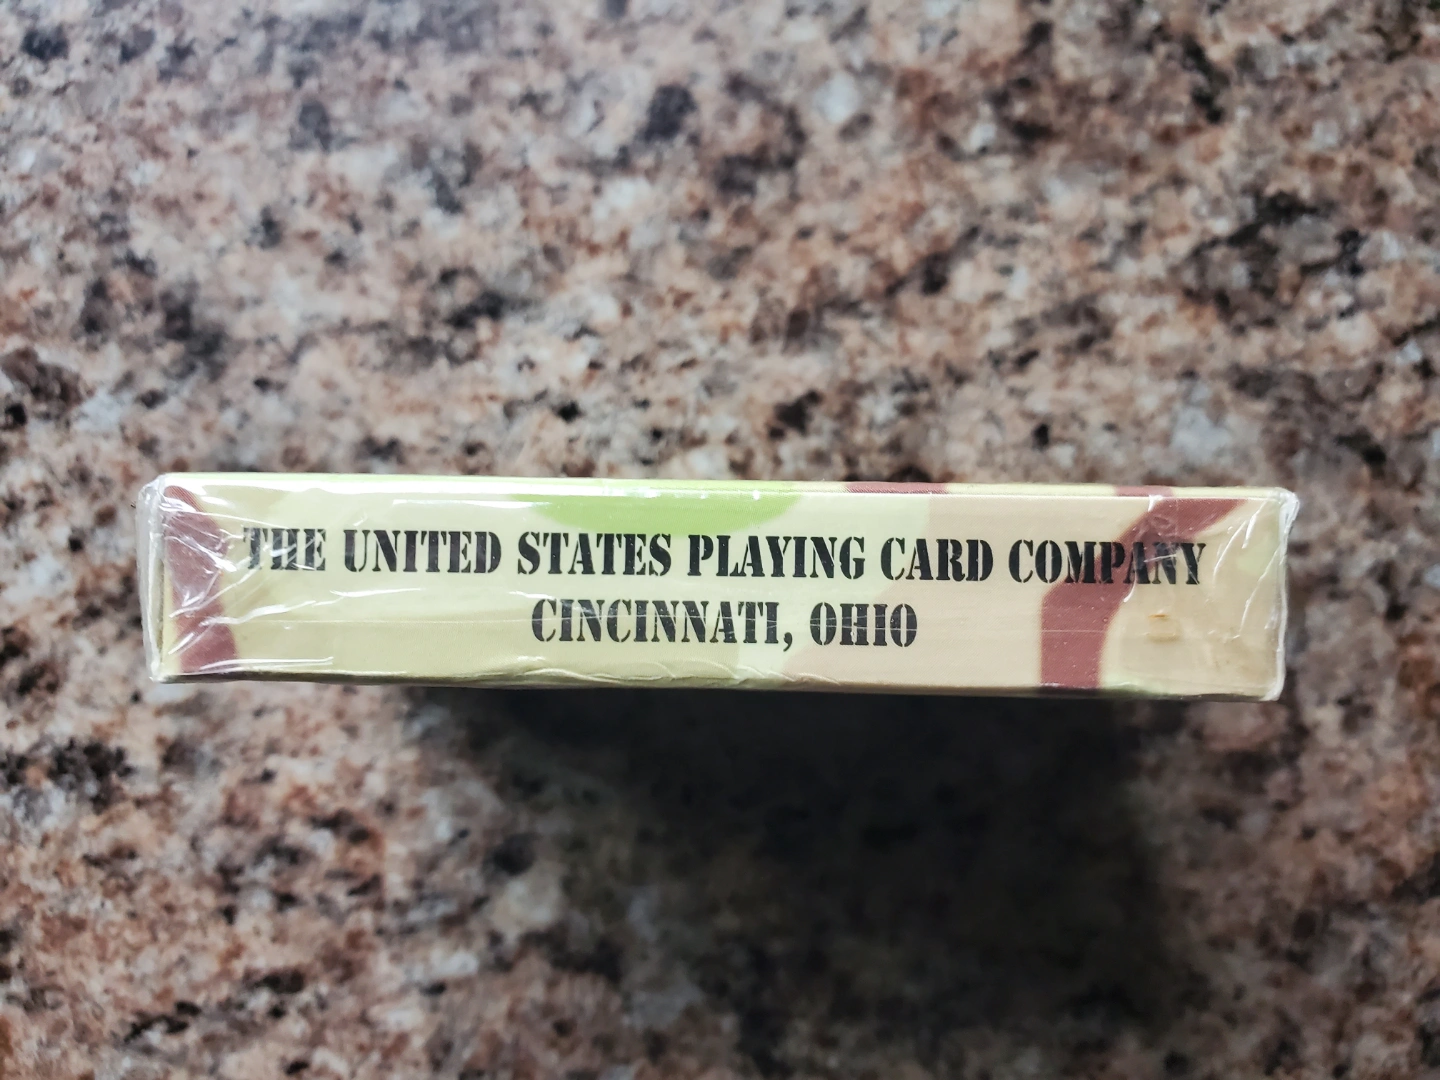 THE UNITED STATES PLAYING CARD COMPANY
CINCINNATI, OHIO